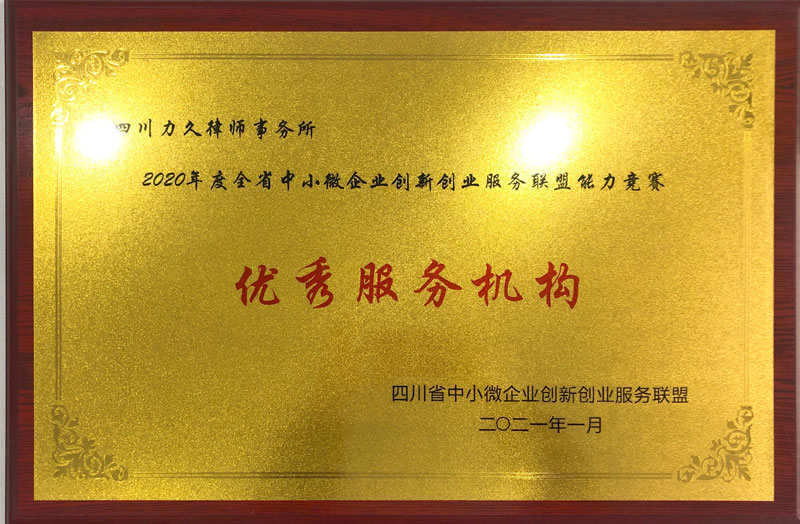 四川力久律师事务所
2020年度全省中小微企业创新创业服务联盟能力竞赛
优秀服务机构
四川省中小微企业创新创业服务联盟
二〇二一年一月